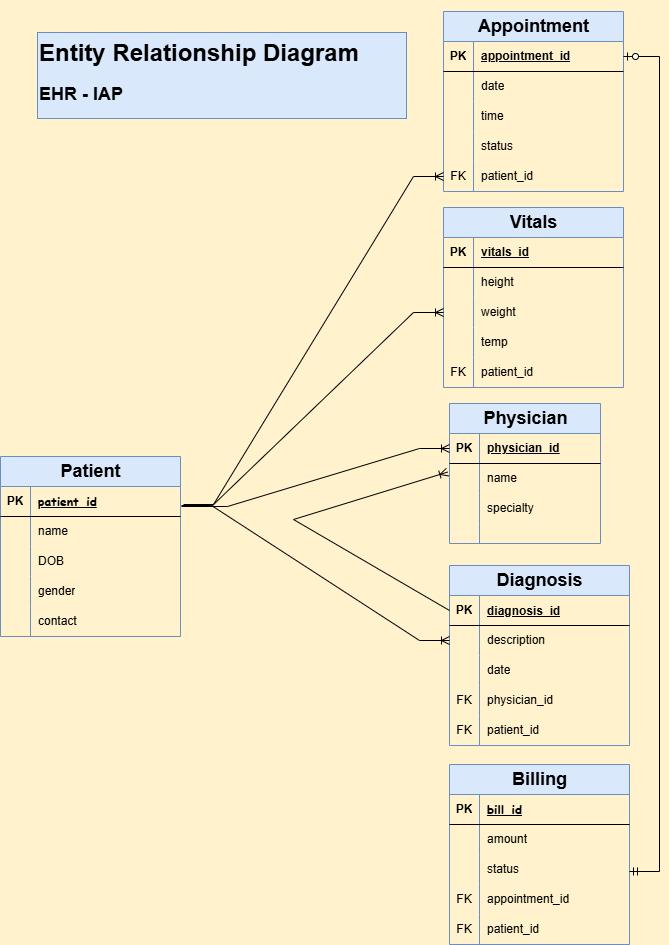 Entity Relationship Diagram
EHR - IAP
Appointment
PK appointment_id
date
time
status
FK patient_id
Vitals
PK vitals_id
height
weight
temp
FK patient_id
Physician
PK physician_id
name
specialty
Patient
PK patient_id
name
DOB
gender
contact
Diagnosis
PK diagnosis_id
description
date
FK physician_id
FK patient_id
Billing
PK bill_id
amount
status
FK appointment_id
FK patient_id